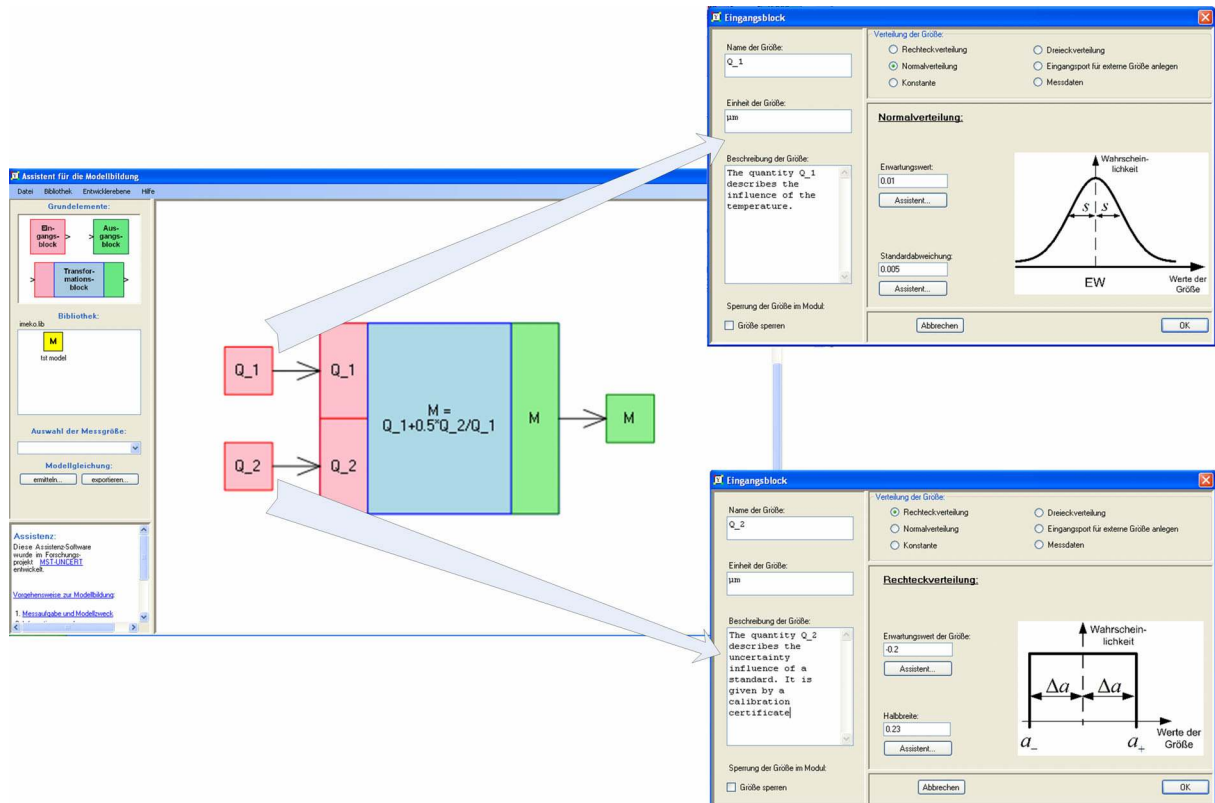 Eingangsblock
Name der Größe:
Q_1
Einheit der Größe:
µm
Beschreibung der Größe:
The quantity Q_1
describes the
influence of the
temperature.
Sperrung der Größe im Modul:
Größe sperren
Verteilung der Größe:
Rechteckverteilung
Normalverteilung
Konstante
Dreieckverteilung
Eingangsport für externe Größe anlegen
Messdaten
Normalverteilung:
Erwartungswert:
0.01
Assistent...
Standardabweichung:
0.005
Assistent...
Wahrschein-
lichkeit
s s
EW
Werte der
Größe
Abbrechen
OK
Assistent für die Modellbildung
Datei Bibliothek Entwicklerebene Hilfe
Grundelemente:
Ein-
gangs-
block
> >
Aus-
gangs-
block
> Transfor-
mations-
block >
Bibliothek:
imeko.lib
M
tst model
Auswahl der Messgröße:
Modellgleichung:
ermitteln... exportieren...
Assistenz:
Diese Assistenz-Software
wurde im Forschungs-
projekt MST-UNCERT
entwickelt.
Vorgehensweise zur Modellbildung:
1. Messaufgabe und Modellzweck
Q_1
Q_1
Q_2
Q_2
M =
Q_1+0.5*Q_2/Q_1
M
M
Eingangsblock
Name der Größe:
Q_2
Einheit der Größe:
µm
Beschreibung der Größe:
The quantity Q_2
describes the
uncertainty
influence of a
standard. It is
given by a
calibration
certificate
Sperrung der Größe im Modul:
Größe sperren
Verteilung der Größe:
Rechteckverteilung
Normalverteilung
Konstante
Dreieckverteilung
Eingangsport für externe Größe anlegen
Messdaten
Rechteckverteilung:
Erwartungswert der Größe:
-0.2
Assistent...
Halbbreite:
0.23
Assistent...
Wahrschein-
lichkeit
Δa Δa
a_ a+
Werte der
Größe
Abbrechen
OK